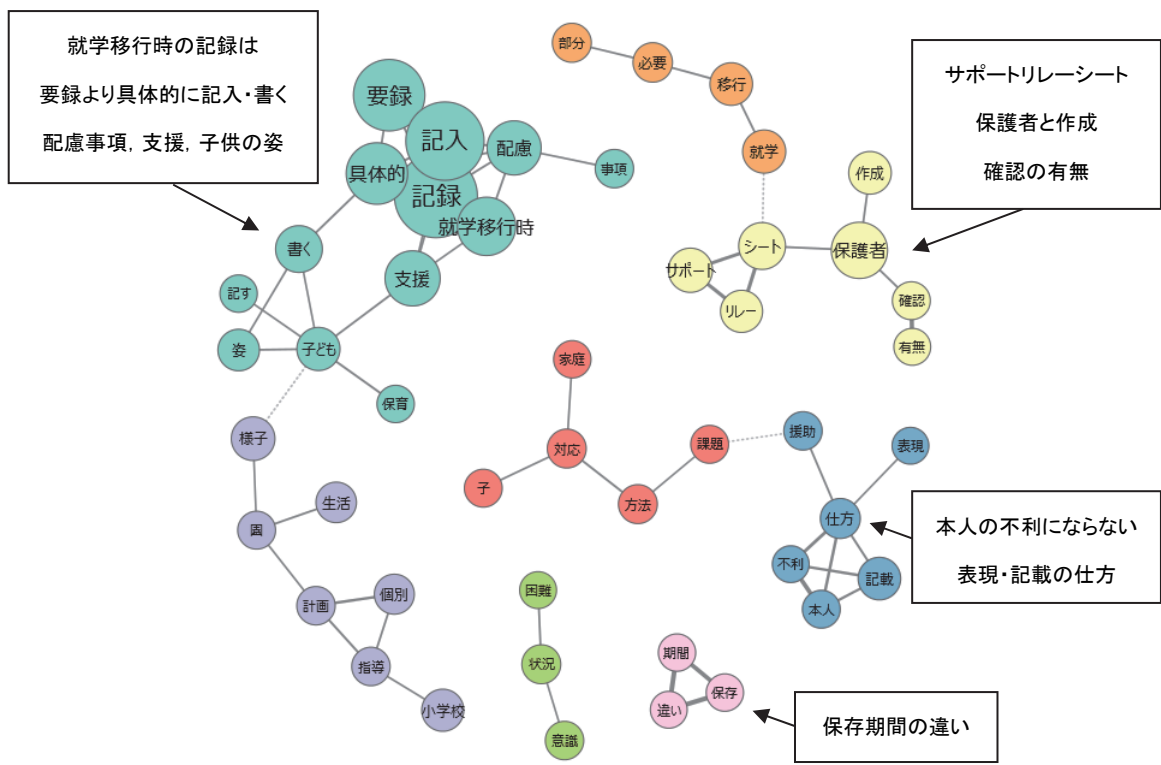 就学移行時の記録は
要録より具体的に記入・書く
配慮事項, 支援, 子供の姿
サポートリレーシート
保護者と作成
確認の有無
本人の不利にならない
表現・記載の仕方
保存期間の違い
要録
記入
配慮
具体的
記録
事項
就学移行時
書く
支援
記す
姿
子ども
保育
部分
必要
移行
就学
作成
シート
保護者
サポート
リレー
確認
有無
様子
生活
園
計画
個別
指導
小学校
家庭
対応
課題
子
方法
援助
表現
仕方
不利
記載
本人
困難
状況
意識
期間
保存
違い